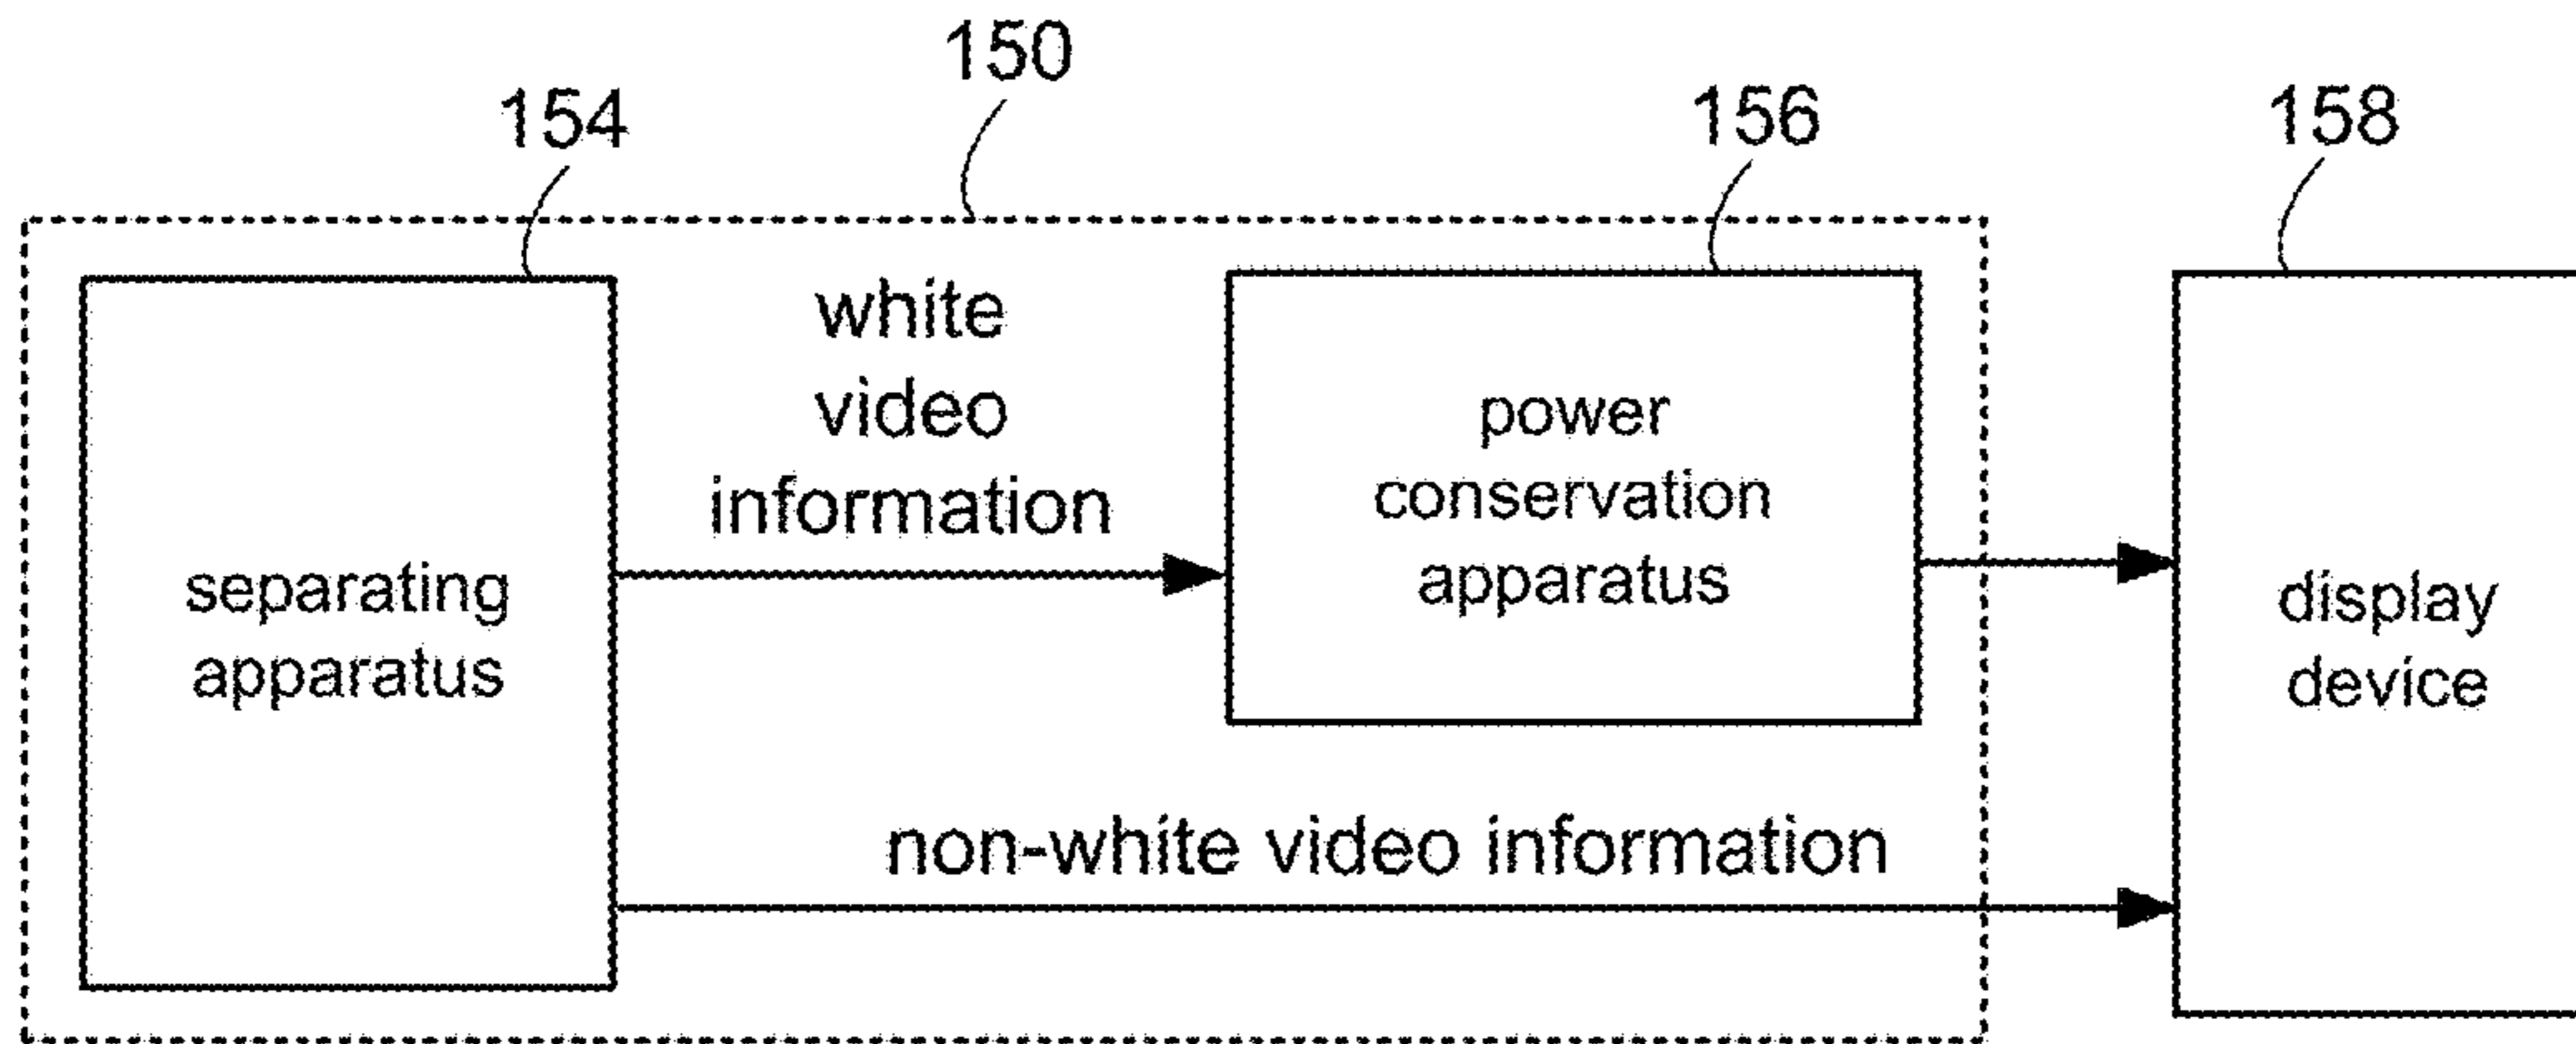 150
154
156
158
white
video
information
power
conservation
apparatus
separating
apparatus
display
device
non-white video information